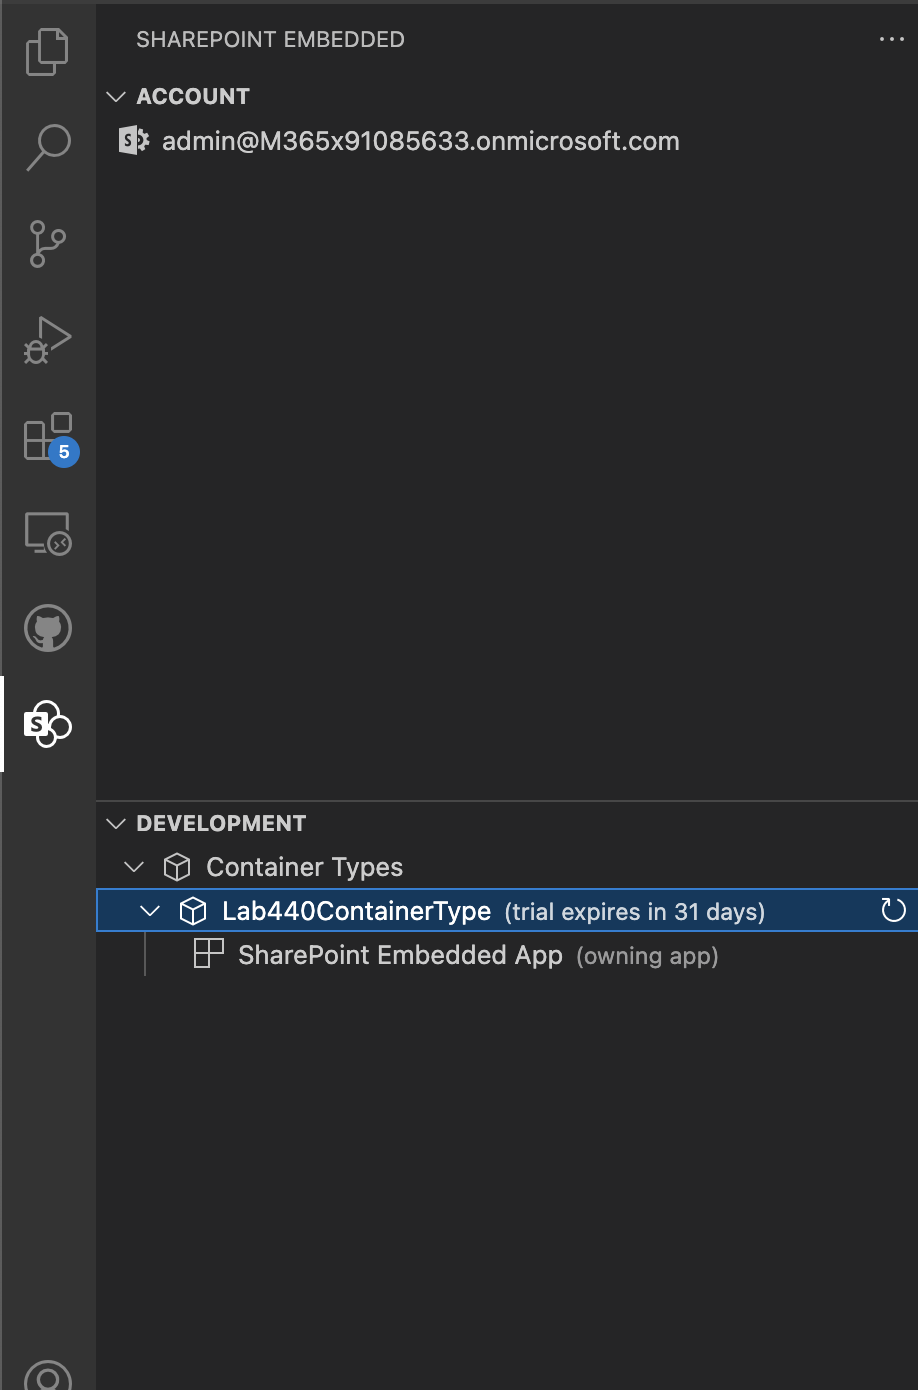 SHAREPOINT EMBEDDED
ACCOUNT
S admin@M365x91085633.onmicrosoft.com
5
S
DEVELOPMENT
Container Types
Lab440ContainerType (trial expires in 31 days)
SharePoint Embedded App (owning app)